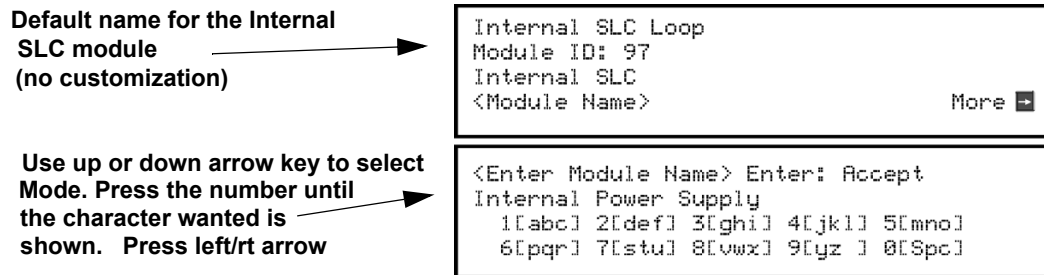 Default name for the Internal
SLC module
(no customization)
Internal SLC Loop
Module ID: 97
Internal SLC
<Module Name> More →
Use up or down arrow key to select
Mode. Press the number until
the character wanted is
shown. Press left/rt arrow
<Enter Module Name> Enter: Accept
Internal Power Supply
1[abc] 2[def] 3[ghi] 4[jkl] 5[mno]
6[pqr] 7[stu] 8[vwx] 9[yz ] 0[Spc]